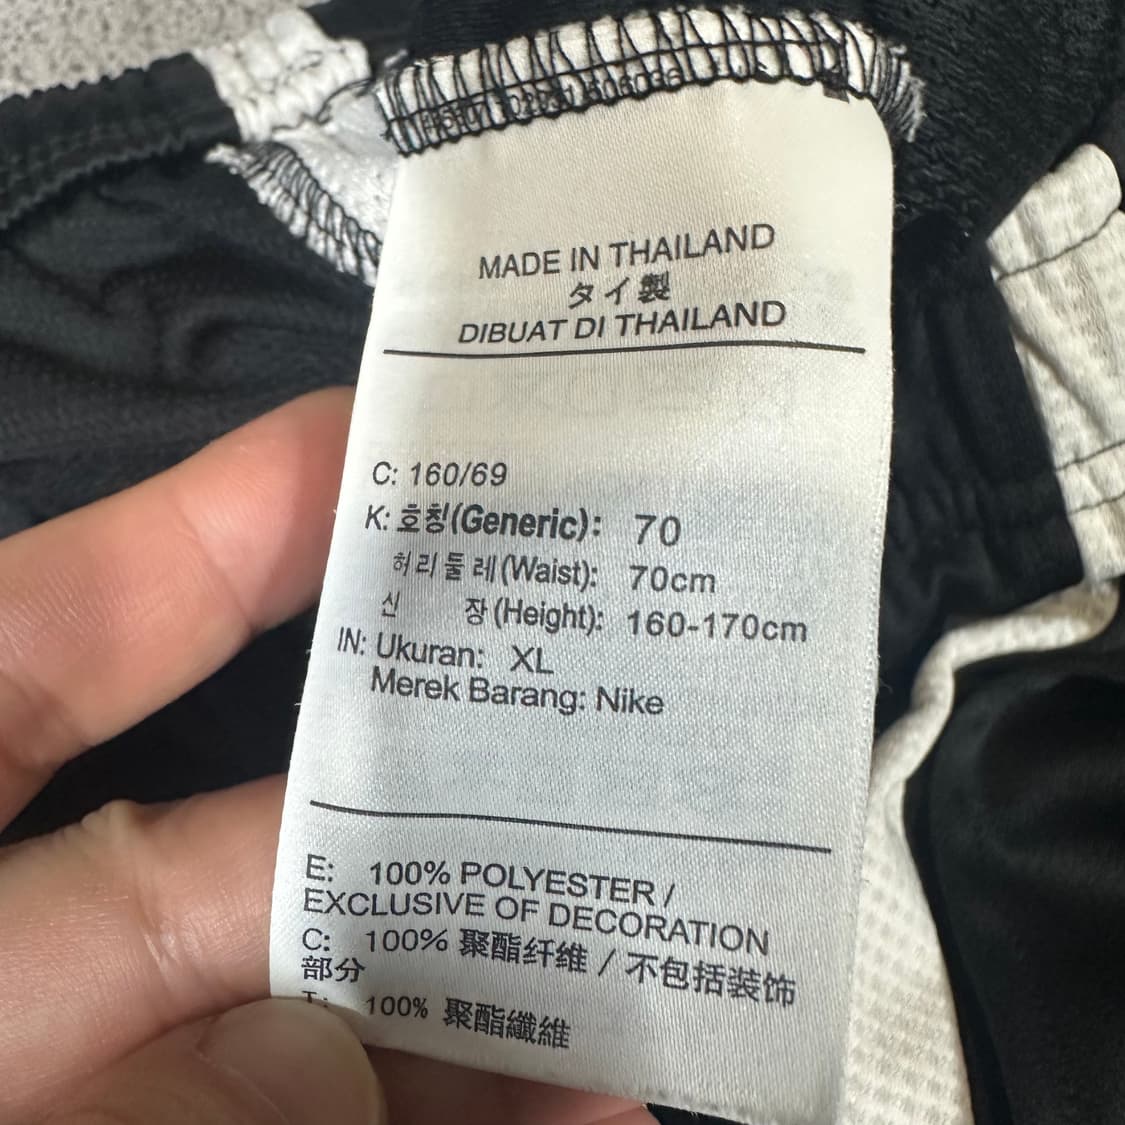 MADE IN THAILAND
タイ製
DIBUAT DI THAILAND
C: 160/69
K: 호칭(Generic): 70
허리둘레(Waist): 70cm
신 장(Height): 160-170cm
IN: Ukuran: XL
Merek Barang: Nike
E: 100% POLYESTER /
EXCLUSIVE OF DECORATION
C: 100% 聚酯纤维 / 不包括装饰
部分
T: 100% 聚酯纖維